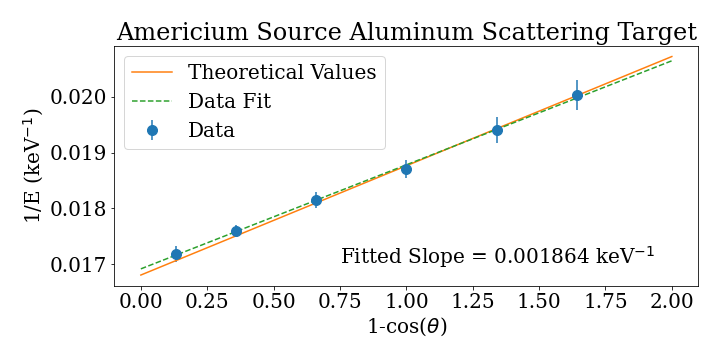 Americium Source Aluminum Scattering Target
Theoretical Values
Data Fit
Data
1/E (keV⁻¹)
0.020
0.019
0.018
0.017
Fitted Slope = 0.001864 keV⁻¹
0.00 0.25 0.50 0.75 1.00 1.25 1.50 1.75 2.00
1-cos(θ)